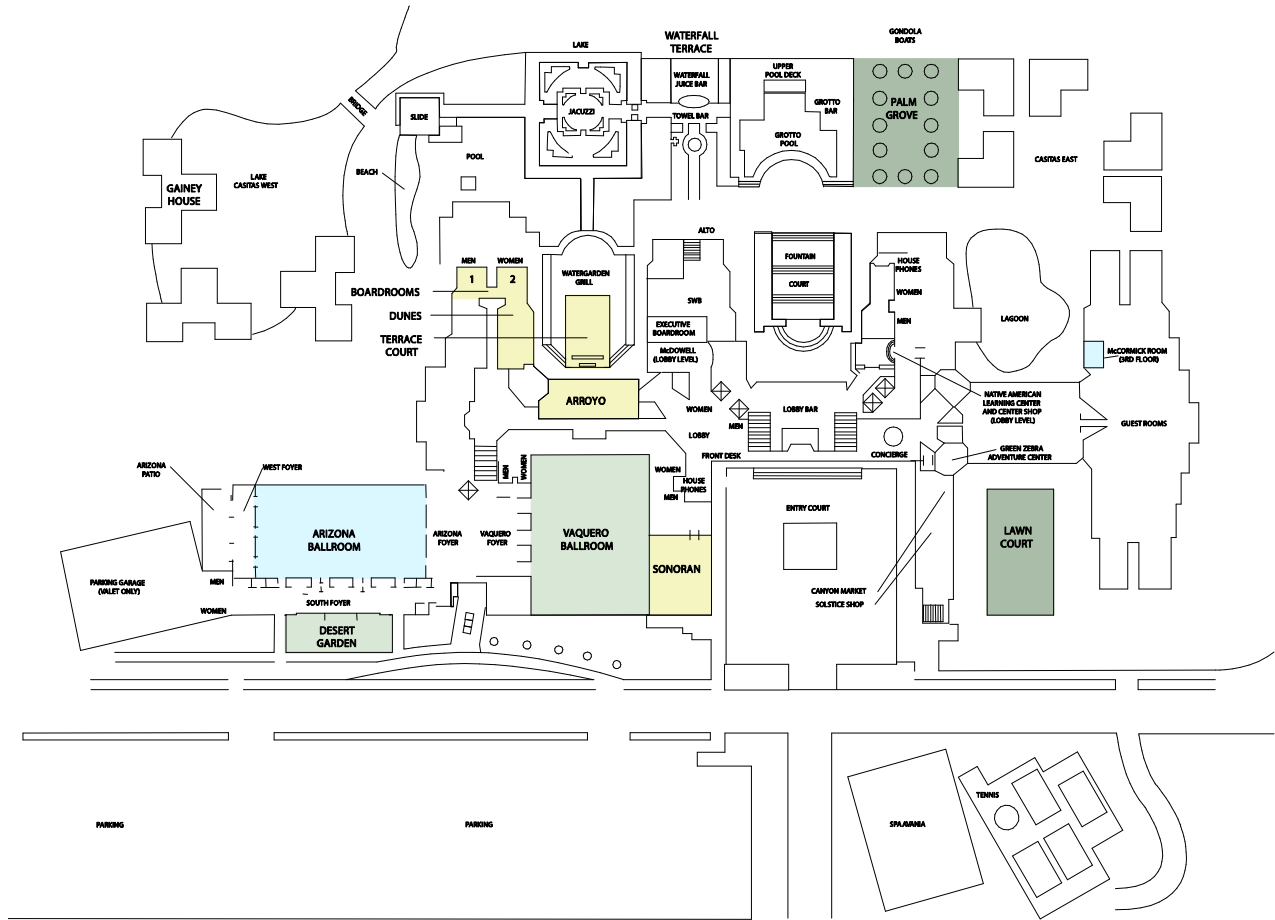 GONDOLA
BOATS
WATERFALL
TERRACE
LAKE
UPPER
POOL DECK
WATERFALL
JUICE BAR
BRIDGE
SLIDE
JACUZZI
TOWEL BAR
GROTTO
BAR
PALM
GROVE
GROTTO
POOL
POOL
CASITAS EAST
BEACH
LAKE
CASITAS WEST
GAINEY
HOUSE
ALTO
MEN
WOMEN
1
2
WATERGARDEN
GRILL
FOUNTAIN
COURT
HOUSE
PHONES
WOMEN
MEN
BOARDROOMS
DUNES
TERRACE
COURT
SWB
EXECUTIVE
BOARDROOM
McDOWELL
(LOBBY LEVEL)
LAGOON
McCORMICK ROOM
(3RD FLOOR)
ARROYO
WOMEN
MEN
LOBBY BAR
NATIVE AMERICAN
LEARNING CENTER
AND CENTER SHOP
(LOBBY LEVEL)
GUEST ROOMS
LOBBY
FRONT DESK
CONCIERGE
GREEN ZEBRA
ADVENTURE CENTER
ARIZONA
PATIO
WEST FOYER
MEN
WOMEN
WOMEN
HOUSE
PHONES
MEN
ENTRY COURT
ARIZONA
BALLROOM
ARIZONA
FOYER
VAQUERO
FOYER
VAQUERO
BALLROOM
LAWN
COURT
SONORAN
PARKING GARAGE
(VALET ONLY)
MEN
WOMEN
SOUTH FOYER
CANYON MARKET
SOLSTICE SHOP
DESERT
GARDEN
TENNIS
PARKING
PARKING
SPA AVANIA